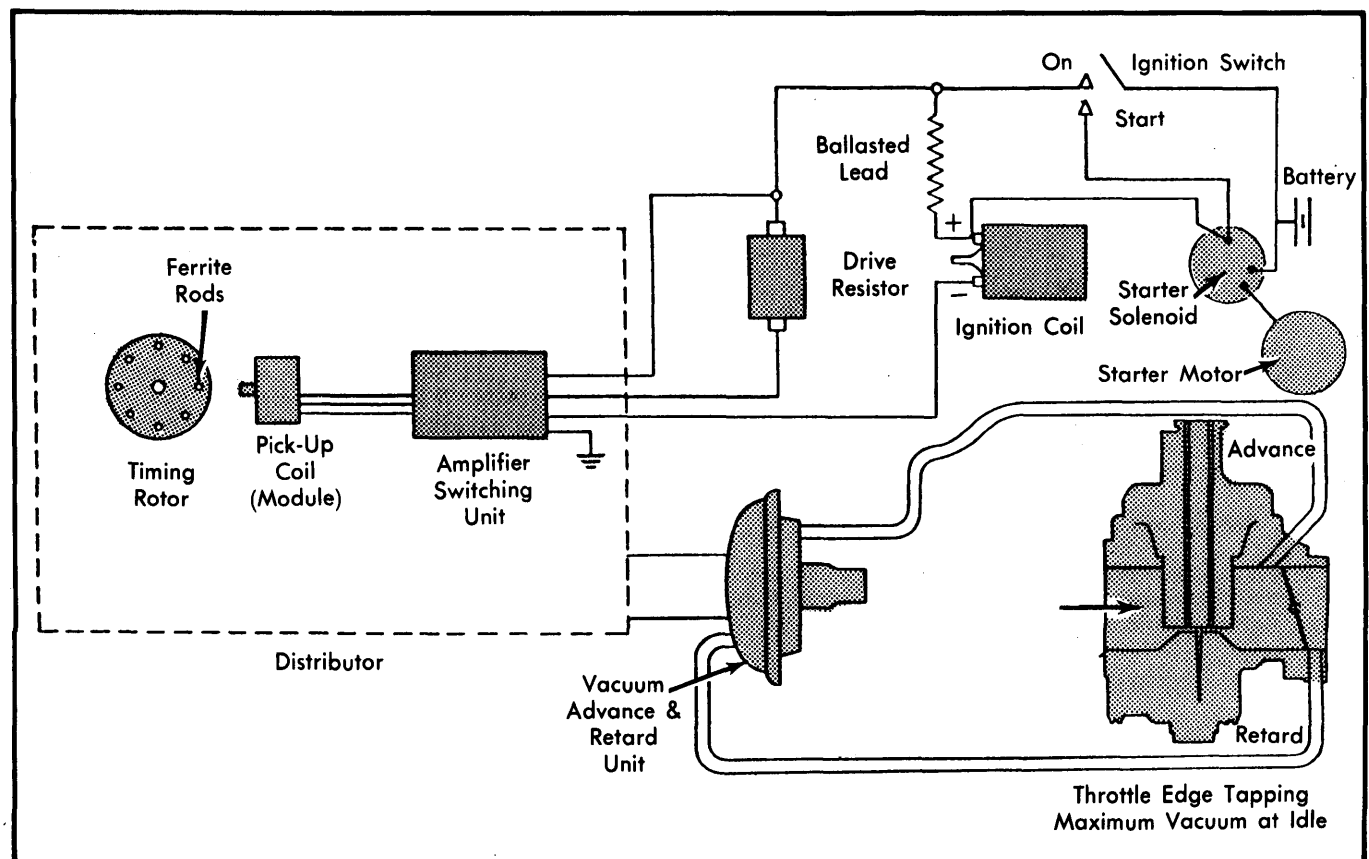 On
Ignition Switch
Start
Ballasted
Lead
Battery
+
Ferrite
Rods
Drive
Resistor
−
Ignition Coil
Starter
Solenoid
Starter Motor
Timing
Rotor
Pick-Up
Coil
(Module)
Amplifier
Switching
Unit
Advance
Distributor
Vacuum
Advance &
Retard
Unit
Retard
Throttle Edge Tapping
Maximum Vacuum at Idle